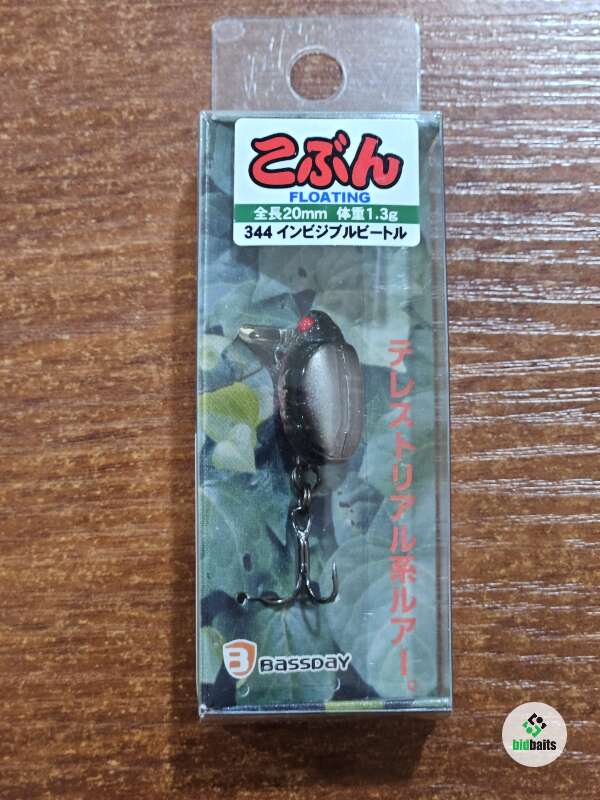 こぶん
FLOATING
全長20mm 体重1.3g
344 インビジブルビートル
テレストリアル系ルアー。
B BASSDAY
bidbaits